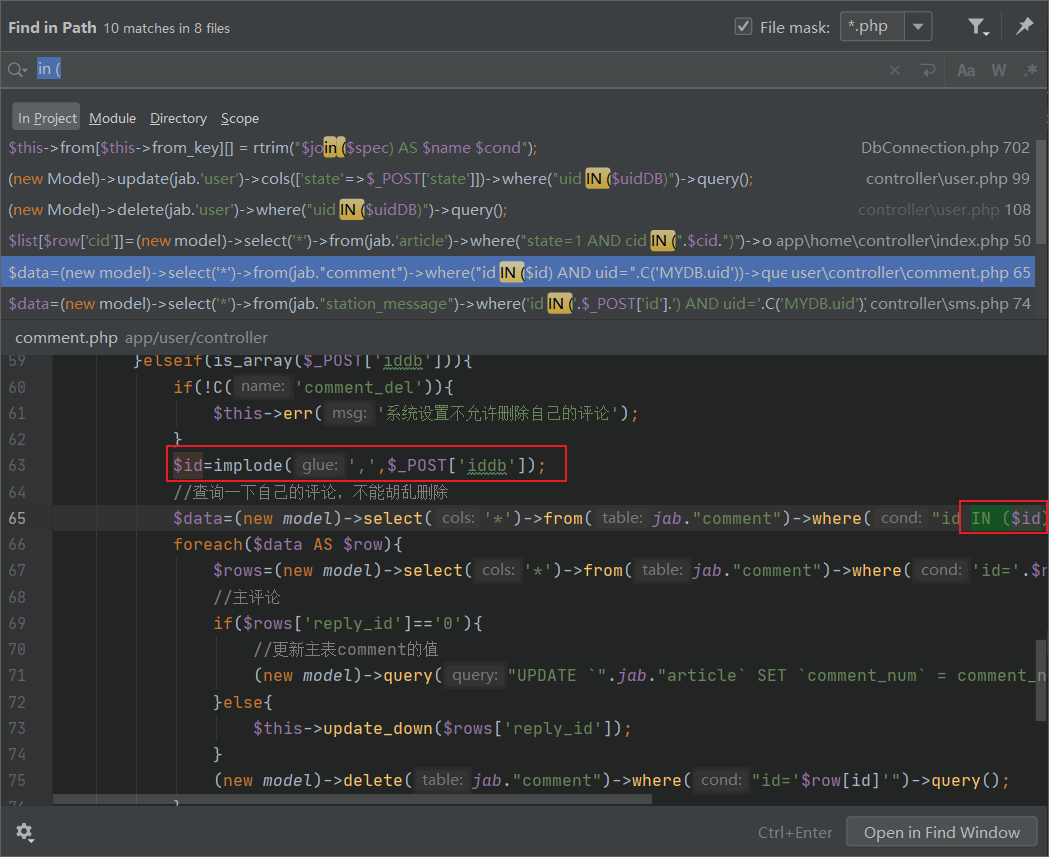 Find in Path 10 matches in 8 files File mask: *.php
in ( Aa W .*
In Project Module Directory Scope
$this->from[$this->from_key][] = rtrim("$join ($spec) AS $name $cond"); DbConnection.php 702
(new Model)->update(jab.'user')->cols(['state'=>$_POST['state']])->where("uid IN ($uidDB)")->query(); controller\user.php 99
(new Model)->delete(jab.'user')->where("uid IN ($uidDB)")->query(); controller\user.php 108
$list[$row['cid']]=(new model)->select('*')->from(jab.'article')->where("state=1 AND cid IN (".$cid.")")->o app\home\controller\index.php 50
$data=(new model)->select('*')->from(jab."comment")->where("id IN ($id) AND uid=".C('MYDB.uid'))->que user\controller\comment.php 65
$data=(new model)->select('*')->from(jab."station_message")->where('id IN ('.$_POST['id'].') AND uid='.C('MYDB.uid') controller\sms.php 74
comment.php app/user/controller
59 }elseif(is_array($_POST['iddb'])){
60 if(!C( name: 'comment_del')){
61 $this->err( msg: '系统设置不允许删除自己的评论');
62 }
63 $id=implode( glue: ',',$_POST['iddb']);
64 //查询一下自己的评论，不能胡乱删除
65 $data=(new model)->select( cols: '*')->from( table: jab."comment")->where( cond: "id IN ($id)
66 foreach($data AS $row){
67 $rows=(new model)->select( cols: '*')->from( table: jab."comment")->where( cond: 'id='.$r
68 //主评论
69 if($rows['reply_id']=='0'){
70 //更新主表comment的值
71 (new model)->query( query: "UPDATE `".jab."article` SET `comment_num` = comment_n
72 }else{
73 $this->update_down($rows['reply_id']);
74 }
75 (new model)->delete( table: jab."comment")->where( cond: "id='$row[id]'")->query();
76 }
Ctrl+Enter Open in Find Window